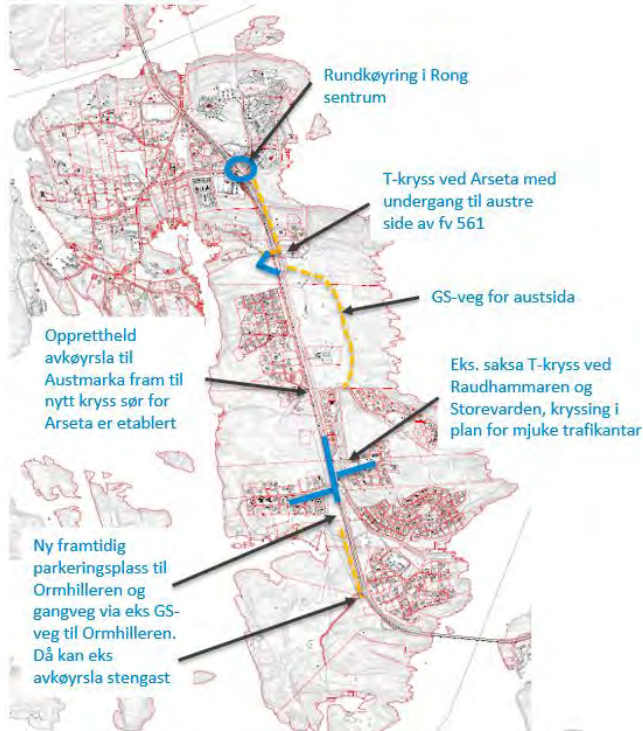 Rundkøyring i Rong
sentrum
T-kryss ved Arseta med
undergang til austre
side av fv 561
GS-veg for austsida
Opprettheld
avkøyrsla til
Austmarka fram til
nytt kryss sør for
Arseta er etablert
Eks. saksa T-kryss ved
Raudhammaren og
Storevarden, kryssing i
plan for mjuke trafikantar
Ny framtidig
parkeringsplass til
Ormhilleren og
gangveg via eks GS-
veg til Ormhilleren.
Då kan eks
avkøyrsla stengast